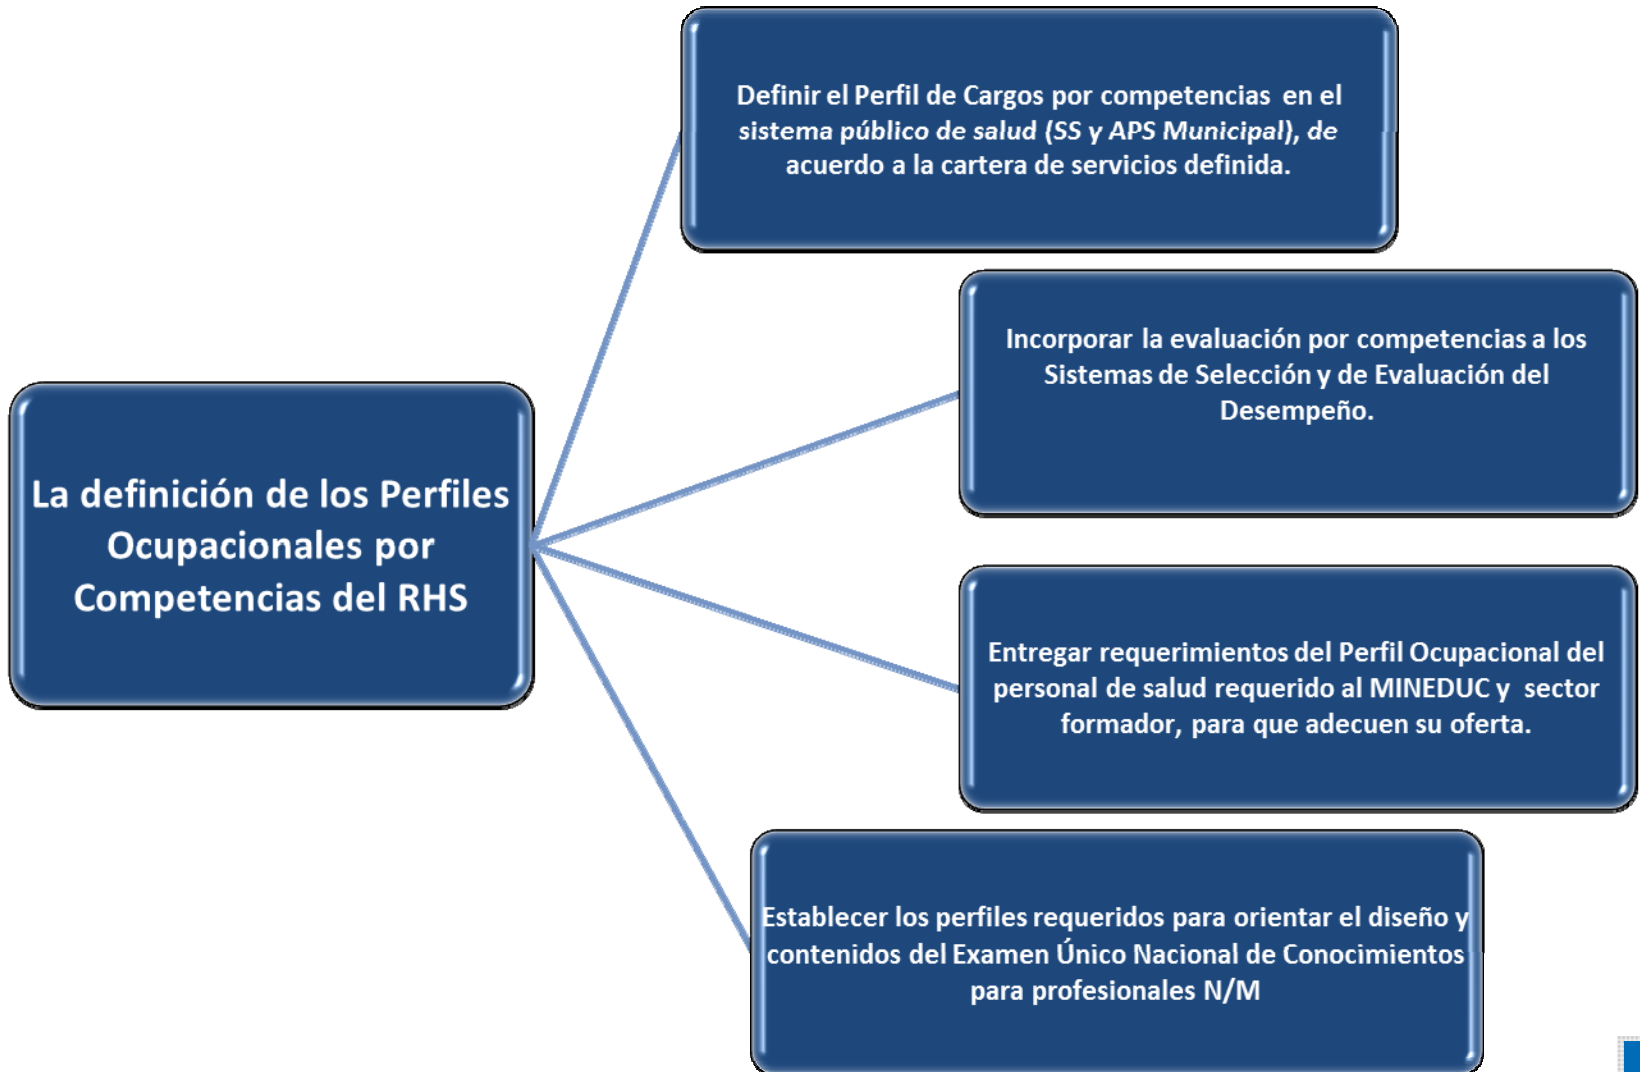 Definir el Perfil de Cargos por competencias en el
sistema público de salud (SS y APS Municipal), de
acuerdo a la cartera de servicios definida.
Incorporar la evaluación por competencias a los
Sistemas de Selección y de Evaluación del
Desempeño.
La definición de los Perfiles
Ocupacionales por
Competencias del RHS
Entregar requerimientos del Perfil Ocupacional del
personal de salud requerido al MINEDUC y sector
formador, para que adecuen su oferta.
Establecer los perfiles requeridos para orientar el diseño y
contenidos del Examen Único Nacional de Conocimientos
para profesionales N/M